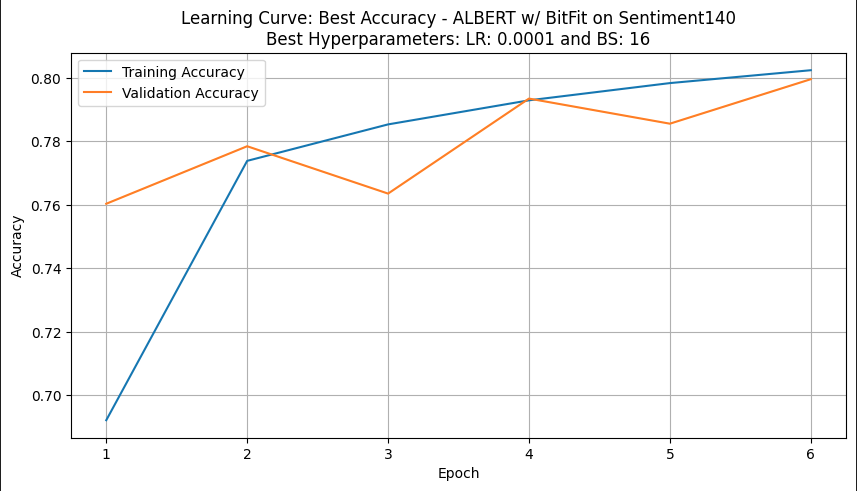 Learning Curve: Best Accuracy - ALBERT w/ BitFit on Sentiment140
Best Hyperparameters: LR: 0.0001 and BS: 16
Training Accuracy
Validation Accuracy
0.80
0.78
0.76
0.74
0.72
0.70
Accuracy
1 2 3 4 5 6
Epoch